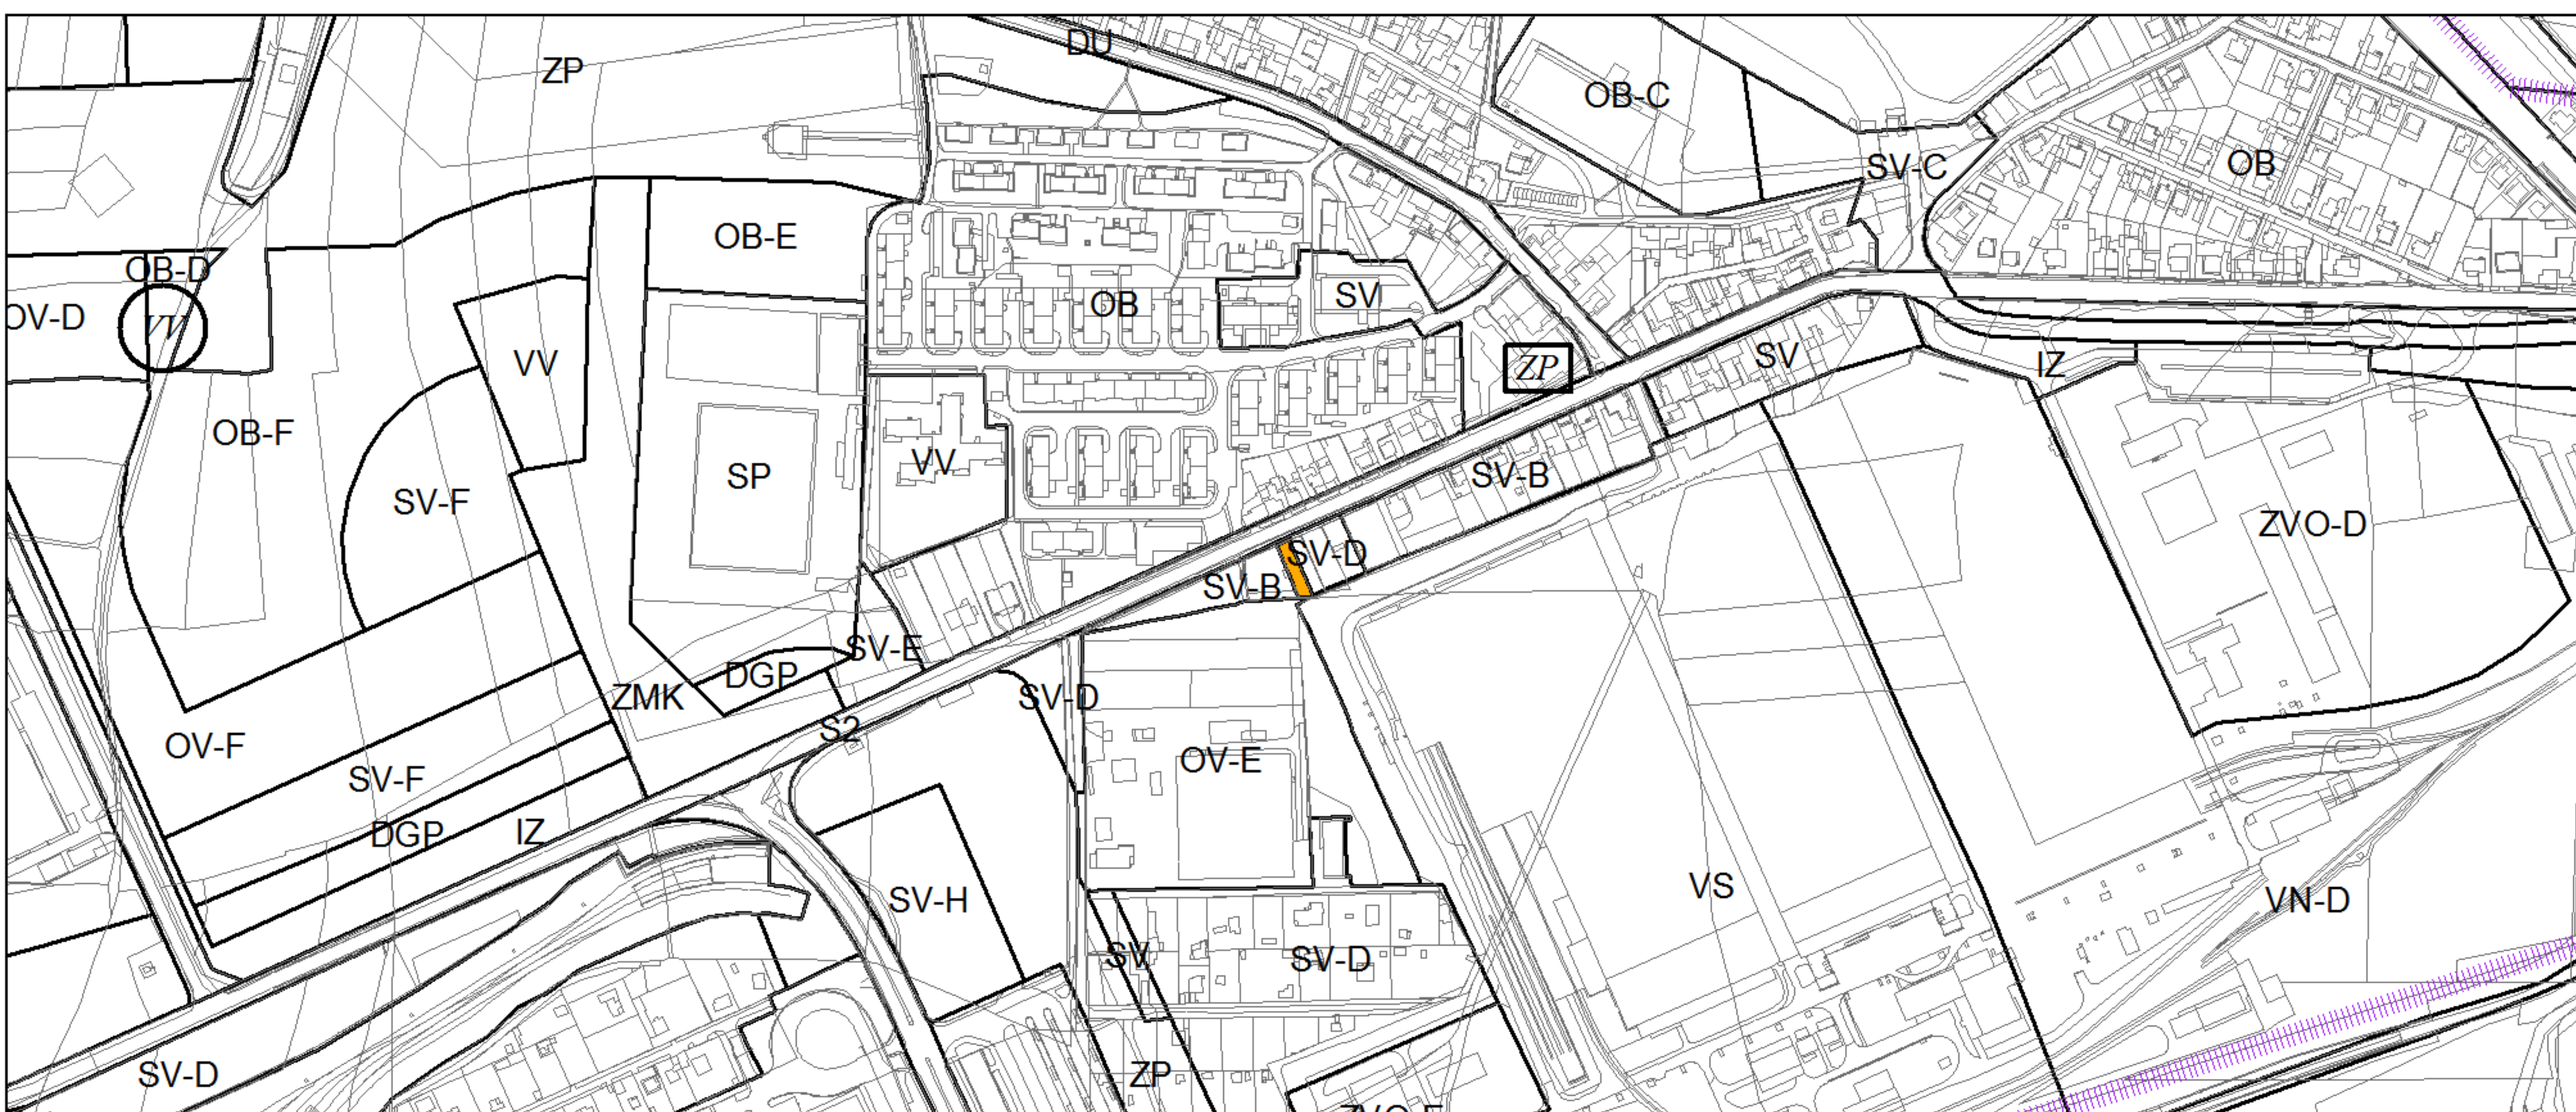 DU
ZP
OB-C
SV-C
OB
OB-E
OB-D
OV-D
VV
OB
SV
VV
ZP
SV
IZ
OB-F
SP
VV
SV-B
SV-F
ZVO-D
SV-D
SV-B
SV-E
DGP
ZMK
SV-D
S2
OV-F
OV-E
SV-F
DGP
IZ
SV-H
VS
VN-D
SV
SV-D
SV-D
ZP